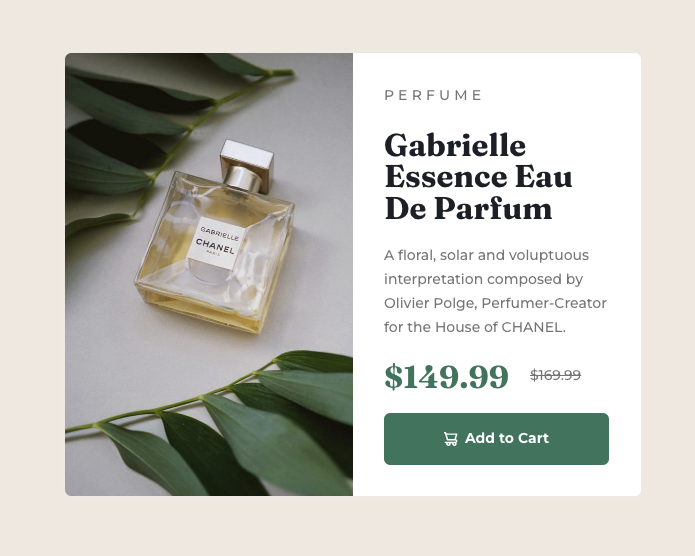 GABRIELLE
CHANEL
PARIS
PERFUME
Gabrielle
Essence Eau
De Parfum
A floral, solar and voluptuous
interpretation composed by
Olivier Polge, Perfumer-Creator
for the House of CHANEL.
$149.99 $169.99
Add to Cart